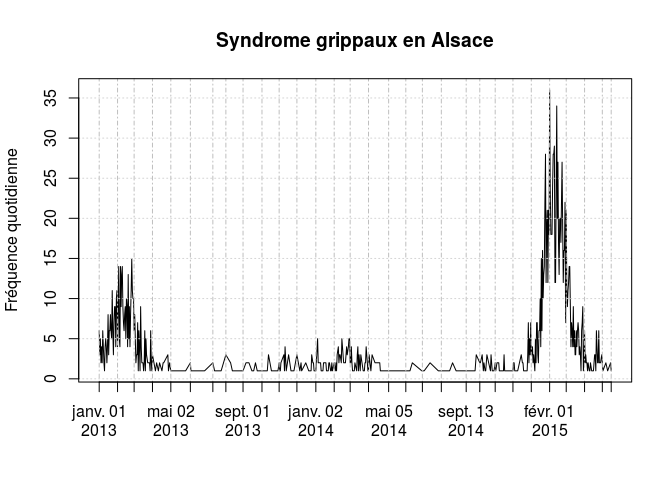 Syndrome grippaux en Alsace
Fréquence quotidienne
35
30
25
20
15
10
5
0
janv. 01 mai 02 sept. 01 janv. 02 mai 05 sept. 13 févr. 01
2013 2013 2013 2014 2014 2014 2015